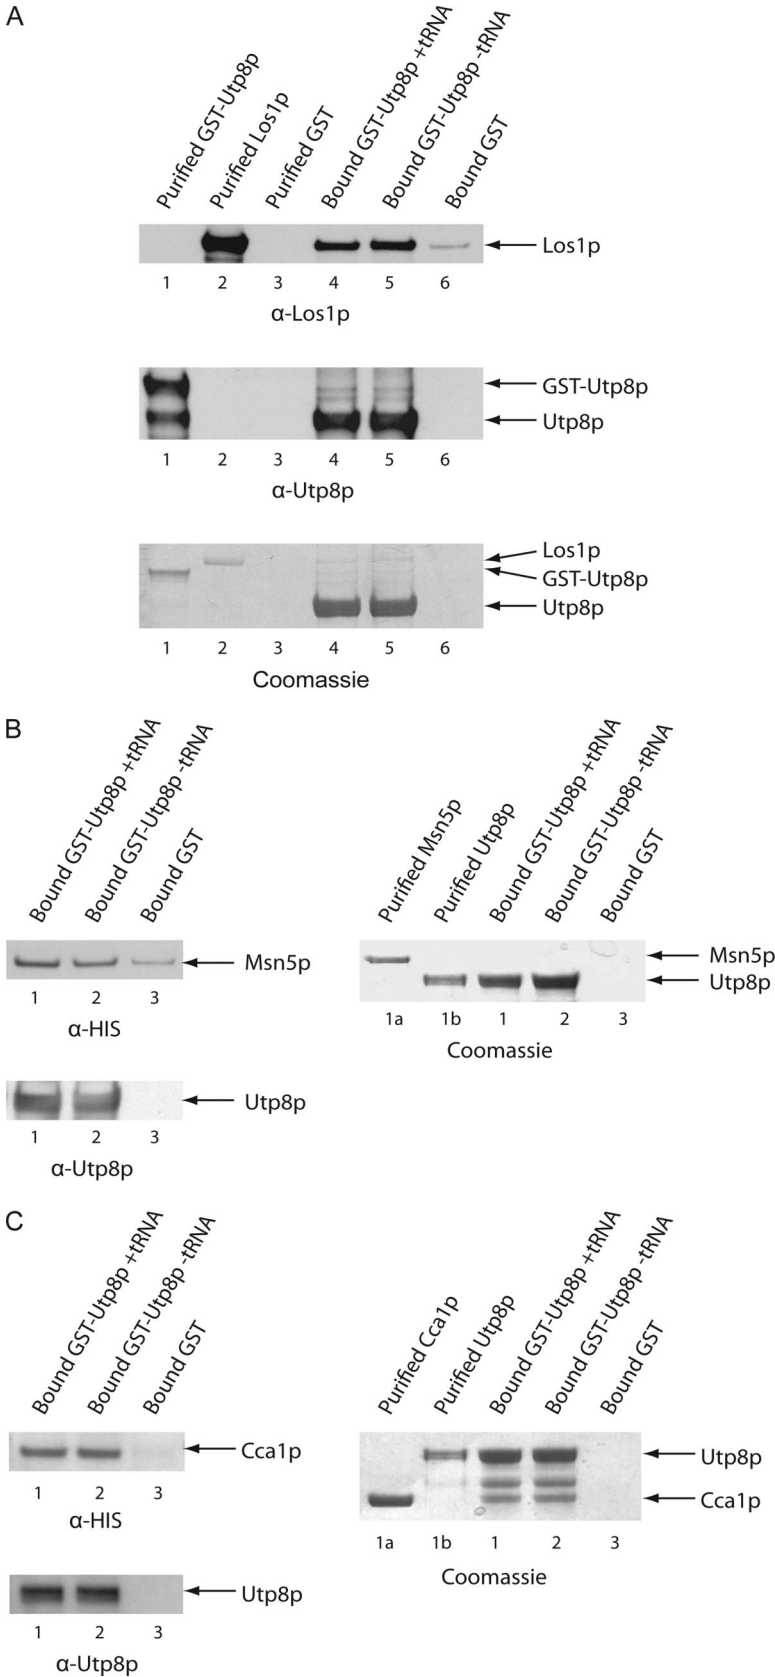 A
Purified GST-Utp8p
Purified Los1p
Purified GST
Bound GST-Utp8p +tRNA
Bound GST-Utp8p -tRNA
Bound GST
Los1p
1 2 3 4 5 6
α-Los1p
GST-Utp8p
Utp8p
1 2 3 4 5 6
α-Utp8p
Los1p
GST-Utp8p
Utp8p
1 2 3 4 5 6
Coomassie
B
Bound GST-Utp8p +tRNA
Bound GST-Utp8p -tRNA
Bound GST
Msn5p
1 2 3
α-HIS
Utp8p
1 2 3
α-Utp8p
Purified Msn5p
Purified Utp8p
Bound GST-Utp8p +tRNA
Bound GST-Utp8p -tRNA
Bound GST
Msn5p
Utp8p
1a 1b 1 2 3
Coomassie
C
Bound GST-Utp8p +tRNA
Bound GST-Utp8p -tRNA
Bound GST
Cca1p
1 2 3
α-HIS
Utp8p
1 2 3
α-Utp8p
Purified Cca1p
Purified Utp8p
Bound GST-Utp8p +tRNA
Bound GST-Utp8p -tRNA
Bound GST
Utp8p
Cca1p
1a 1b 1 2 3
Coomassie